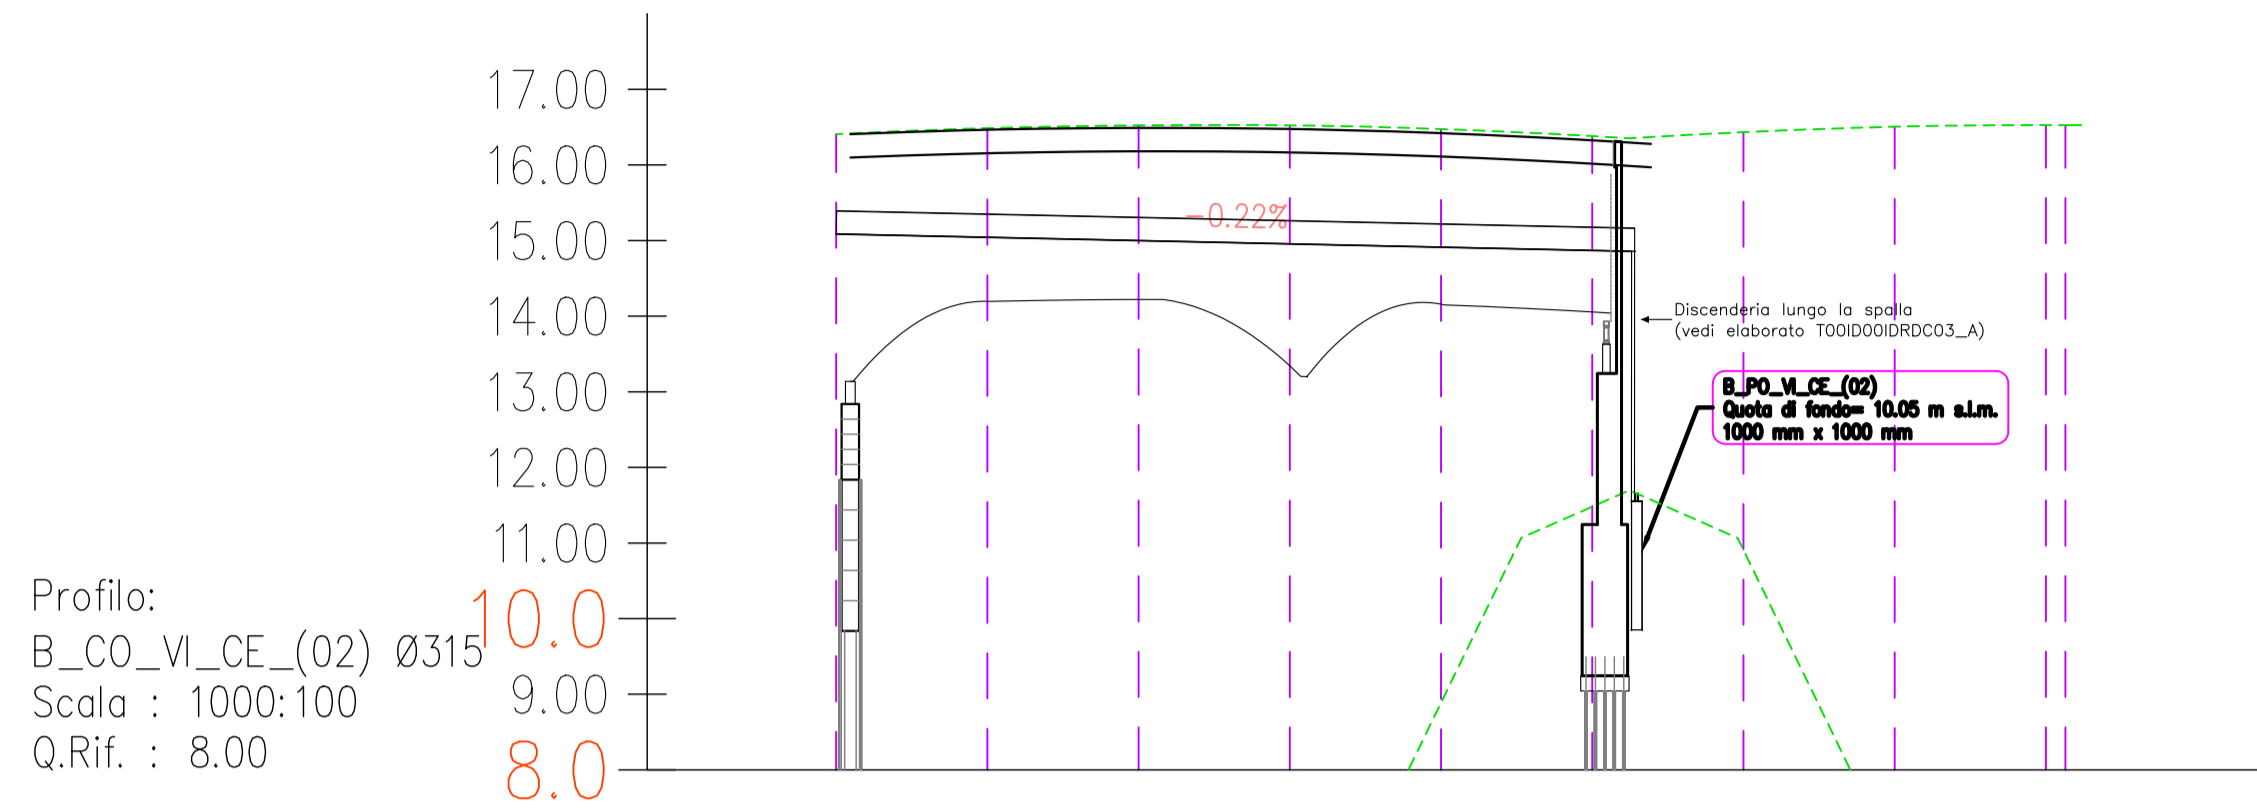 17.00
16.00
-0.22%
15.00
14.00
Discenderia lungo la spalla
(vedi elaborato T00ID00IDRDC03_A)
13.00
B_PO_VI_CE_(02)
Quota di fondo= 10.05 m s.l.m.
1000 mm x 1000 mm
12.00
11.00
10.0
9.00
8.0
Profilo:
B_CO_VI_CE_(02) Ø315
Scala : 1000:100
Q.Rif. : 8.00